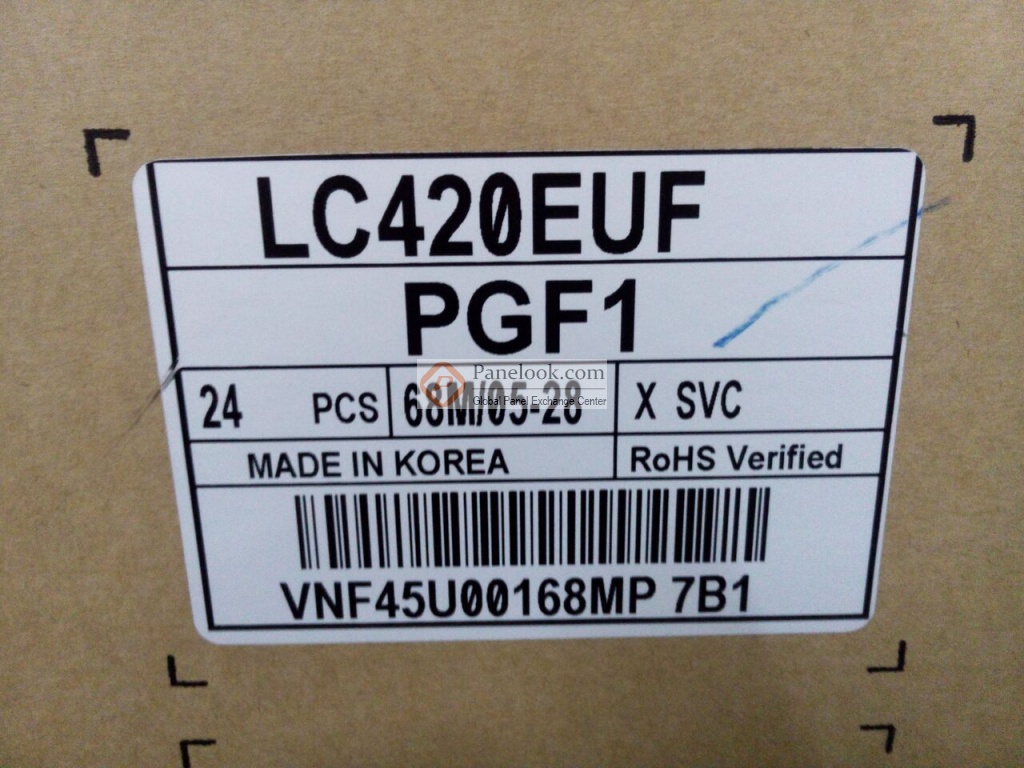 LC420EUF
PGF1
24 PCS 68M/05-28 X SVC
Panelook.com
Global Panel Exchange Center
MADE IN KOREA RoHS Verified
VNF45U00168MP 7B1